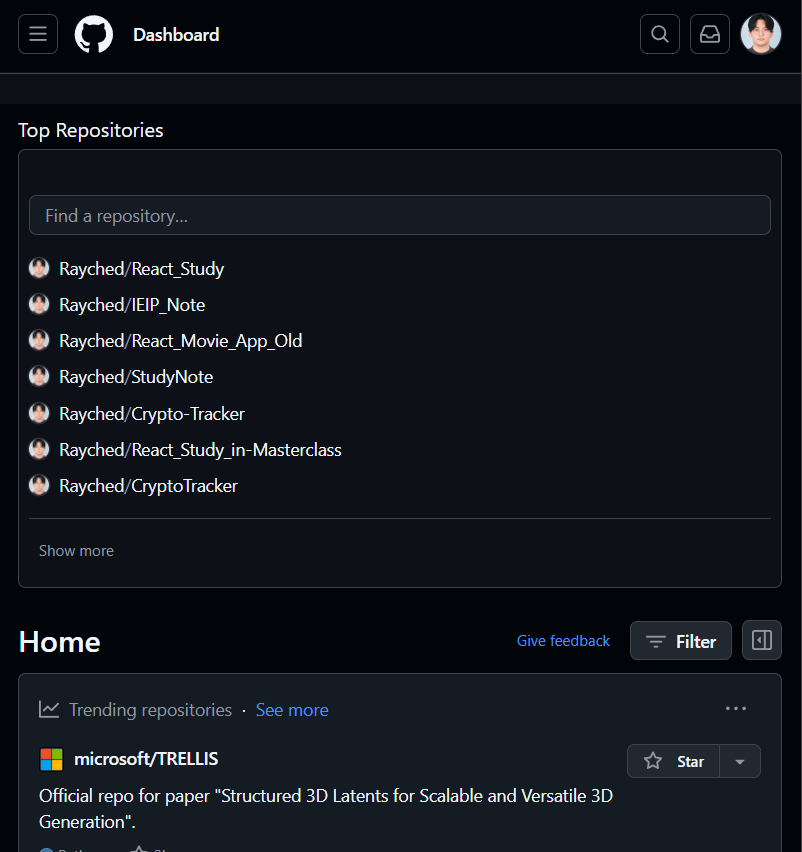 Dashboard
Top Repositories
Find a repository...
Rayched/React_Study
Rayched/IEIP_Note
Rayched/React_Movie_App_Old
Rayched/StudyNote
Rayched/Crypto-Tracker
Rayched/React_Study_in-Masterclass
Rayched/CryptoTracker
Show more
Home
Give feedback
Filter
Trending repositories · See more
microsoft/TRELLIS
Star
Official repo for paper "Structured 3D Latents for Scalable and Versatile 3D
Generation".